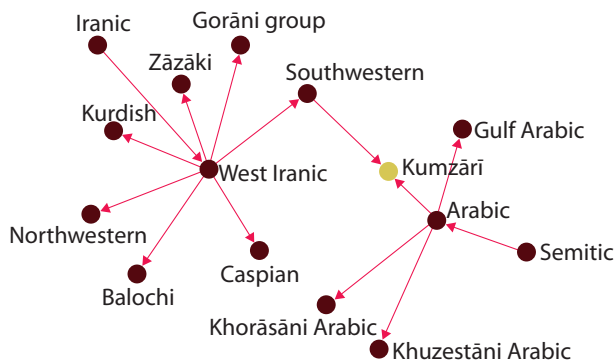 Iranic
Gorāni group
Zāzāki
Southwestern
Kurdish
Gulf Arabic
Kumzārī
West Iranic
Arabic
Northwestern
Semitic
Caspian
Balochi
Khorāsāni Arabic
Khuzestāni Arabic